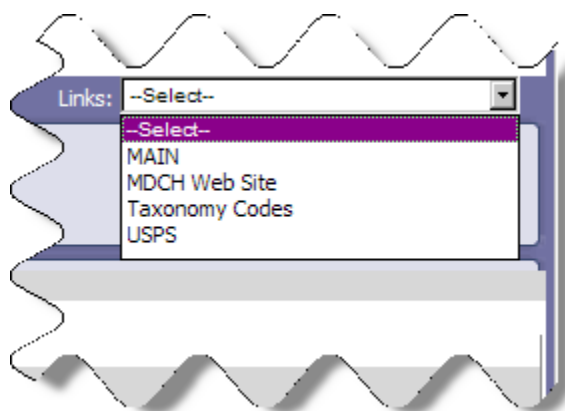 Links: --Select--
--Select--
MAIN
MDCH Web Site
Taxonomy Codes
USPS